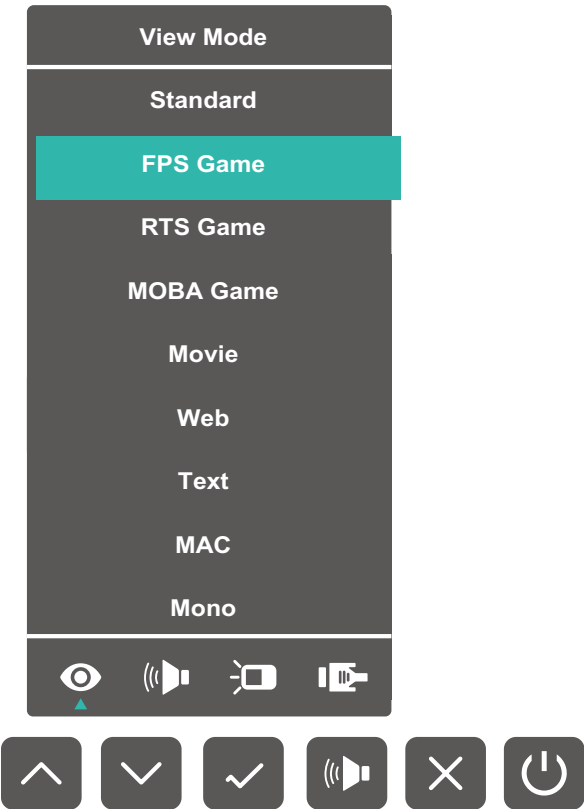 View Mode
Standard
FPS Game
RTS Game
MOBA Game
Movie
Web
Text
MAC
Mono